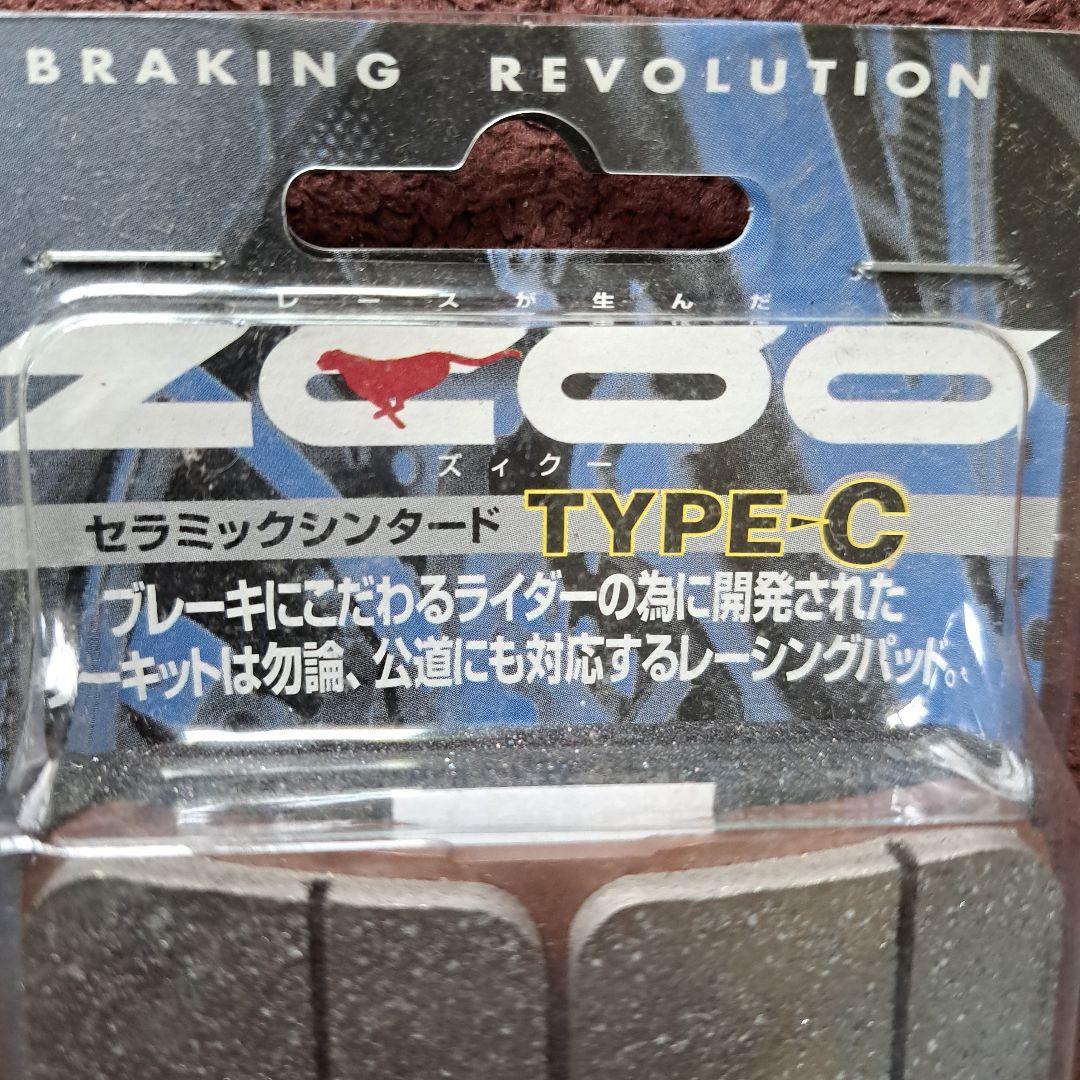 BRAKING REVOLUTION
レースが生んだ
ZCOO
ズィクー
セラミックシンタード TYPE-C
ブレーキにこだわるライダーの為に開発された
ーキットは勿論、公道にも対応するレーシングパッド。